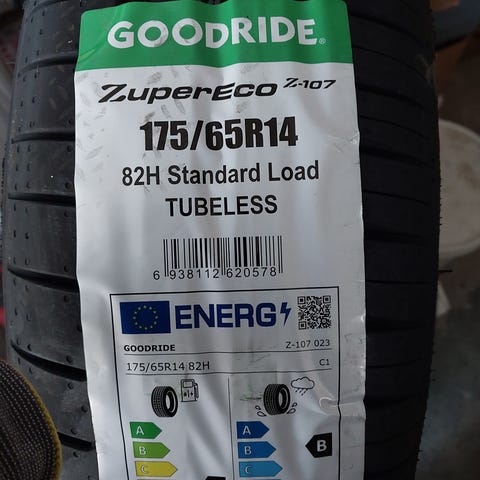 GOODRIDE®
ZuperEco Z-107
175/65R14
82H Standard Load
TUBELESS
6 938112 620578
ENERG
GOODRIDE Z-107 023
175/65R14 82H C1
A A
B B B
C C